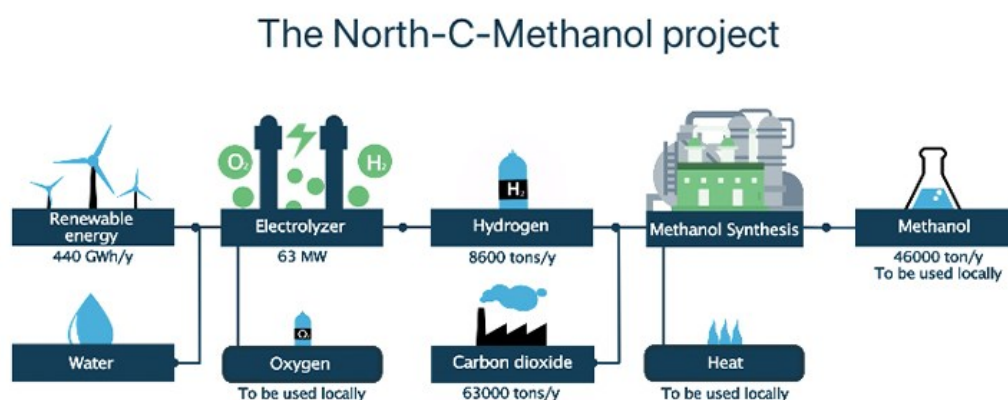 The North-C-Methanol project
O₂
H₂
H₂
Renewable
energy
Electrolyzer
Hydrogen
Methanol Synthesis
Methanol
440 GWh/y
63 MW
8600 tons/y
46000 ton/y
To be used locally
O₂
Water
Oxygen
Carbon dioxide
Heat
To be used locally
63000 tons/y
To be used locally